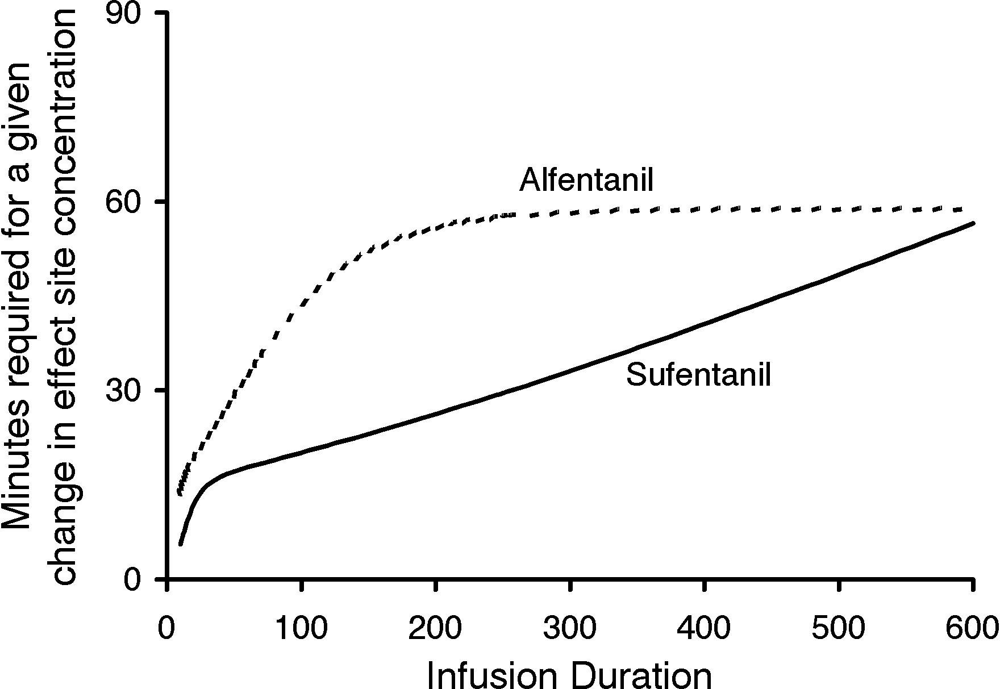 Minutes required for a given
change in effect site concentration
90
60
30
0
Alfentanil
Sufentanil
0 100 200 300 400 500 600
Infusion Duration